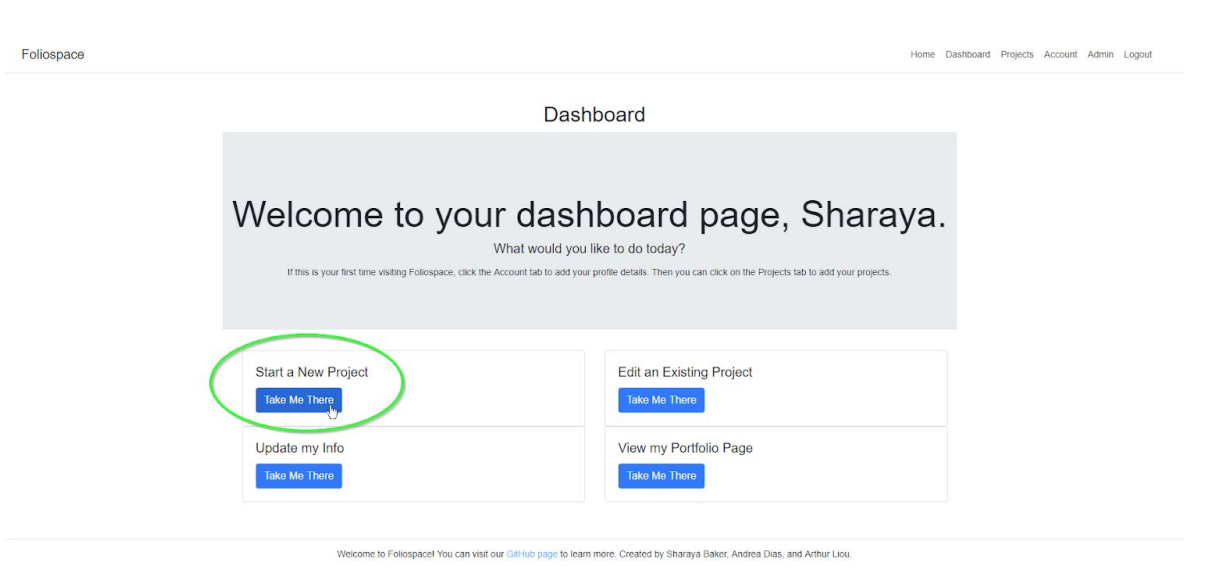 Foliospace
Home Dashboard Projects Account Admin Logout
Dashboard
Welcome to your dashboard page, Sharaya.
What would you like to do today?
If this is your first time visiting Foliospace, click the Account tab to add your profile details. Then you can click on the Projects tab to add your projects.
Start a New Project
Take Me There
Edit an Existing Project
Take Me There
Update my Info
Take Me There
View my Portfolio Page
Take Me There
Welcome to Foliospace! You can visit our GitHub page to learn more. Created by Sharaya Baker, Andrea Dias, and Arthur Liou.